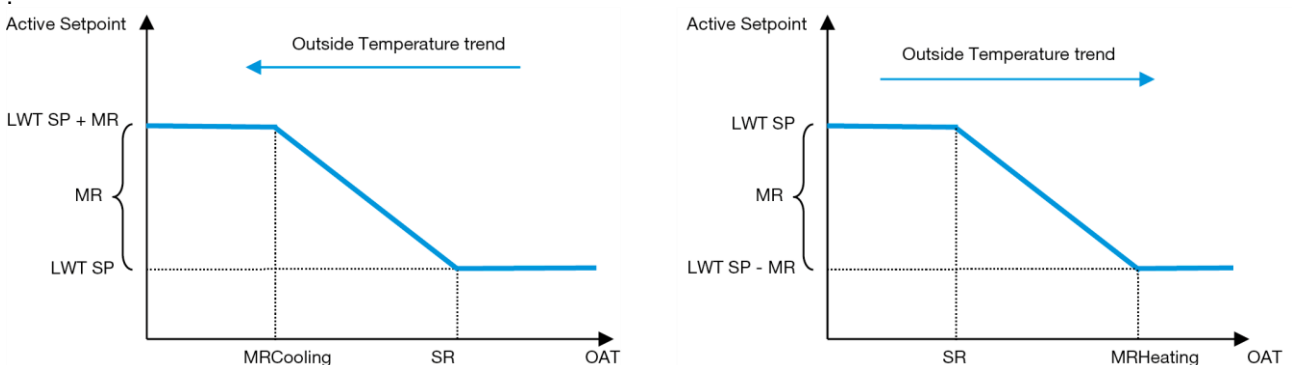 Active Setpoint
Outside Temperature trend
LWT SP + MR
MR
LWT SP
MRCooling
SR
OAT
Active Setpoint
Outside Temperature trend
LWT SP
MR
LWT SP - MR
SR
MRHeating
OAT